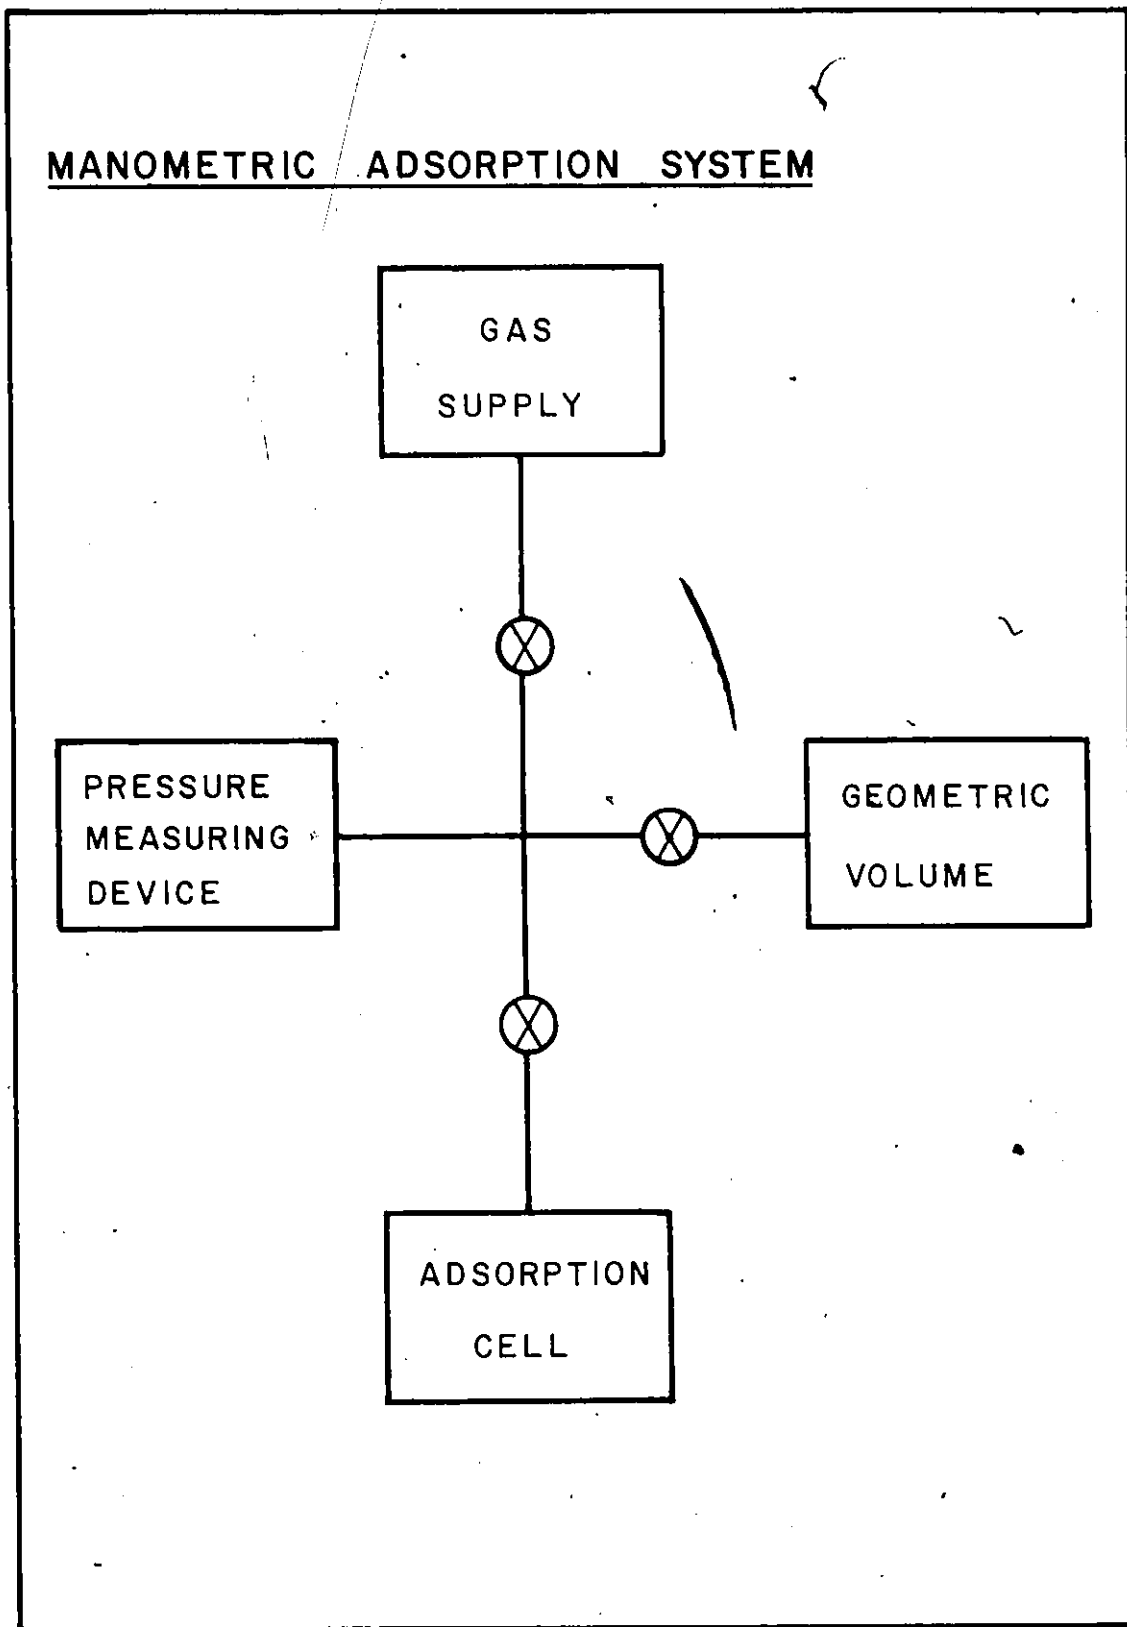 MANOMETRIC ADSORPTION SYSTEM
GAS
SUPPLY
PRESSURE
MEASURING
DEVICE
GEOMETRIC
VOLUME
ADSORPTION
CELL